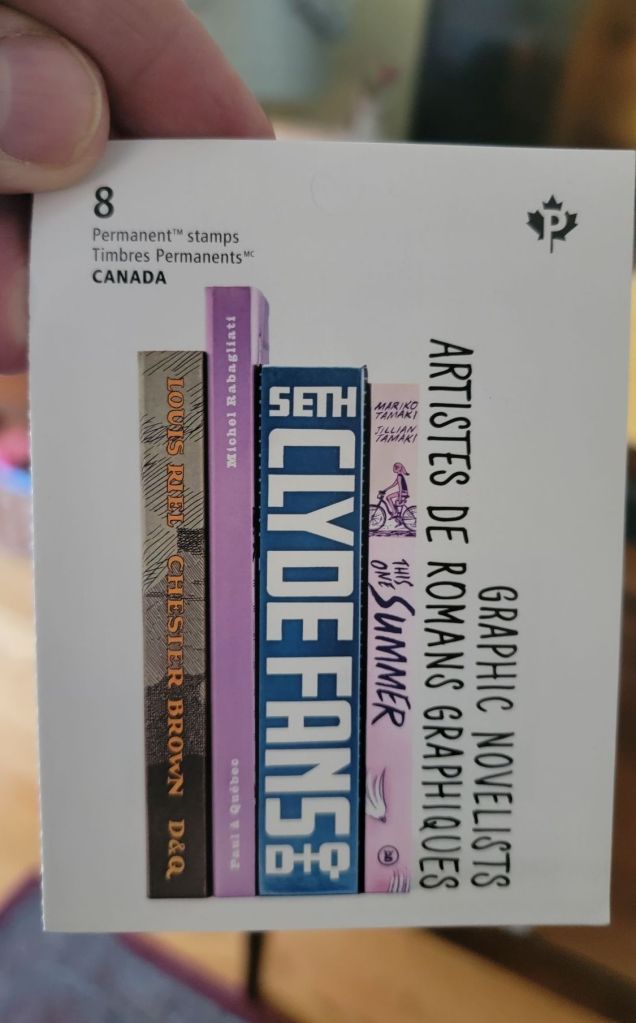 8
Permanent™ stamps
Timbres Permanents MC
CANADA
P
LOUIS RIEL CHESTER BROWN D&Q
Michel Rabagliati
Paul à Québec
SETH
CLYDE FANS
MARIKO
TAMAKI
JILLIAN
TAMAKI
THIS
ONE
SUMMER
GRAPHIC NOVELISTS
ARTISTES DE ROMANS GRAPHIQUES